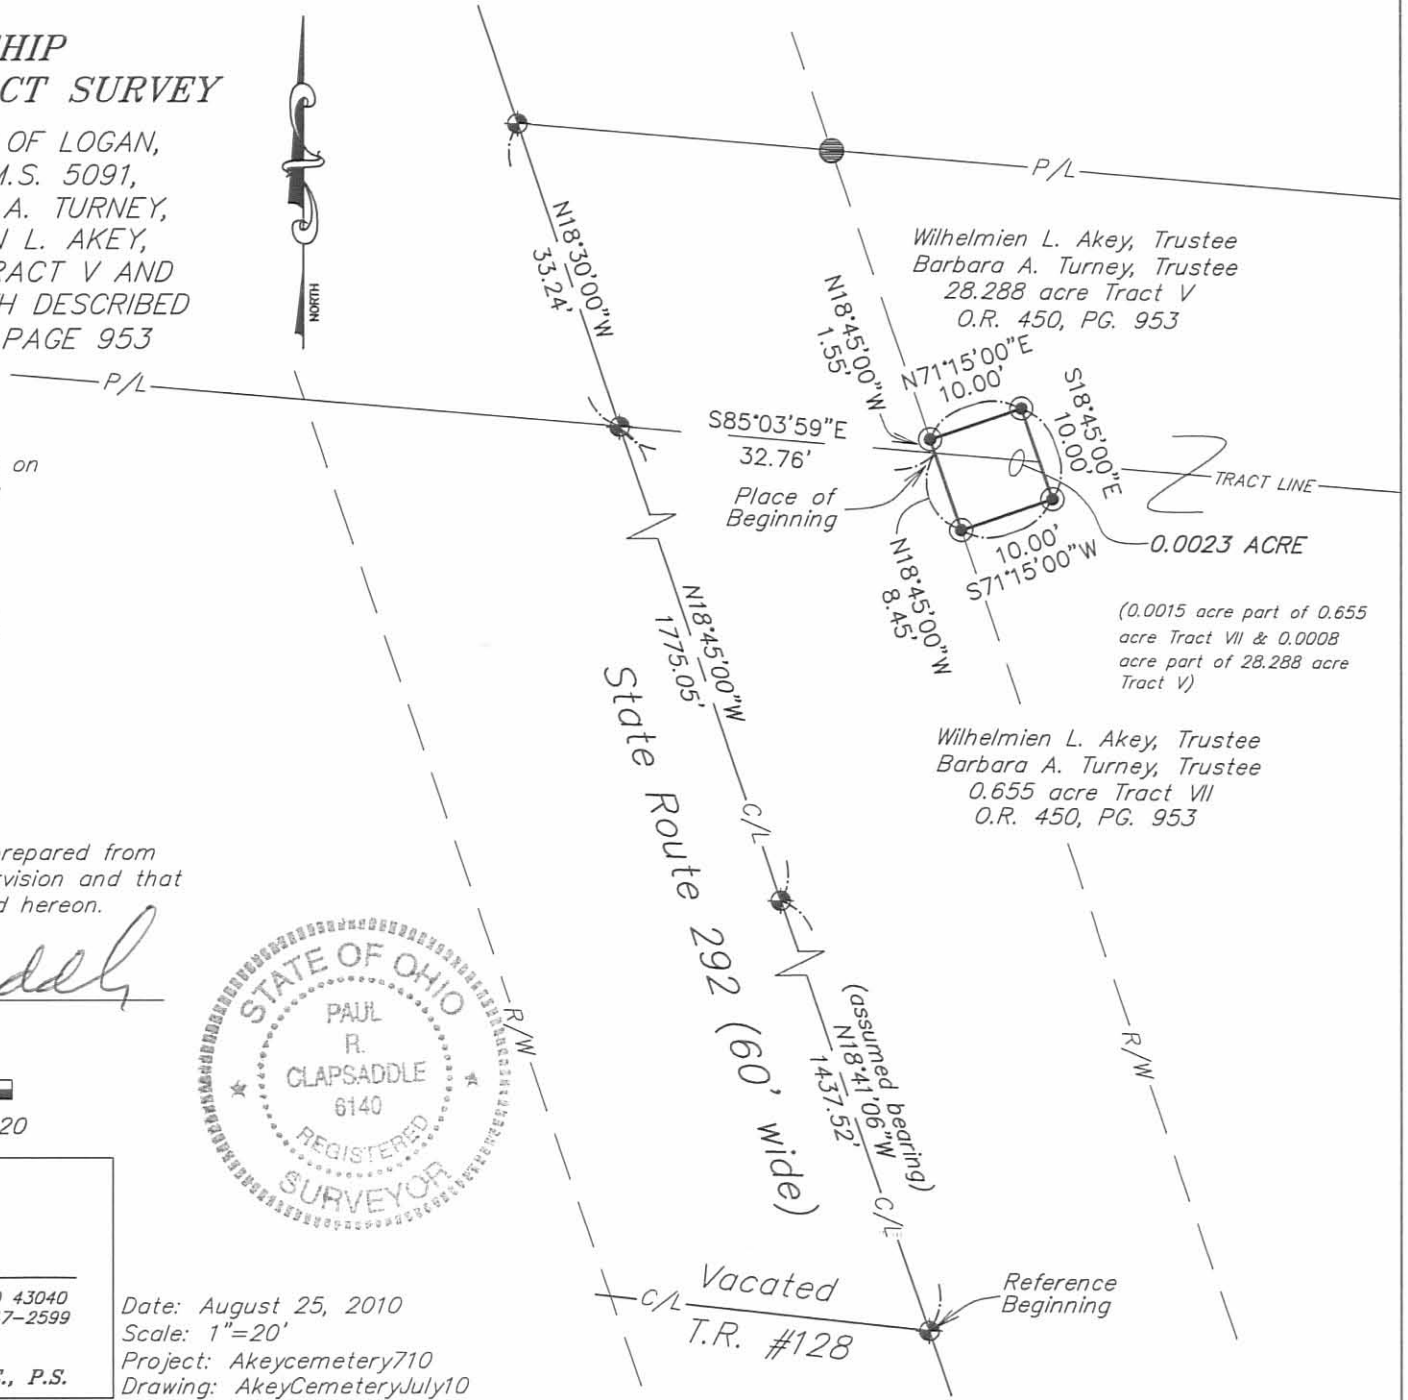 SURVEY
OF LOGAN,
5091,
A. TURNEY,
L. AKEY,
V AND
DESCRIBED
PAGE 953
NORTH
P/L
on
N18°30'00"W
33.24'
P/L
Wilhelmien L. Akey, Trustee
Barbara A. Turney, Trustee
28.288 acre Tract V
O.R. 450, PG. 953
N18°45'00"W
1.55'
N71°15'00"E
10.00'
S18°45'00"E
10.00'
S85°03'59"E
32.76'
Place of
Beginning
TRACT LINE
0.0023 ACRE
10.00'
S71°15'00"W
N18°45'00"W
8.45'
(0.0015 acre part of 0.655
acre Tract VII & 0.0008
acre part of 28.288 acre
Tract V)
N18°45'00"W
1775.05'
C/L
State Route 292 (60' wide)
Wilhelmien L. Akey, Trustee
Barbara A. Turney, Trustee
0.655 acre Tract VII
O.R. 450, PG. 953
from
and that
hereon.
STATE OF OHIO
PAUL
R.
CLAPSADDLE
6140
REGISTERED
SURVEYOR
R/W
(assumed bearing)
N18°41'06"W
1437.52'
C/L
R/W
20
43040
7-2599
P.S.
Date: August 25, 2010
Scale: 1"=20'
Project: Akeycemetery710
Drawing: AkeyCemeteryJuly10
C/L
Vacated
T.R. #128
Reference
Beginning